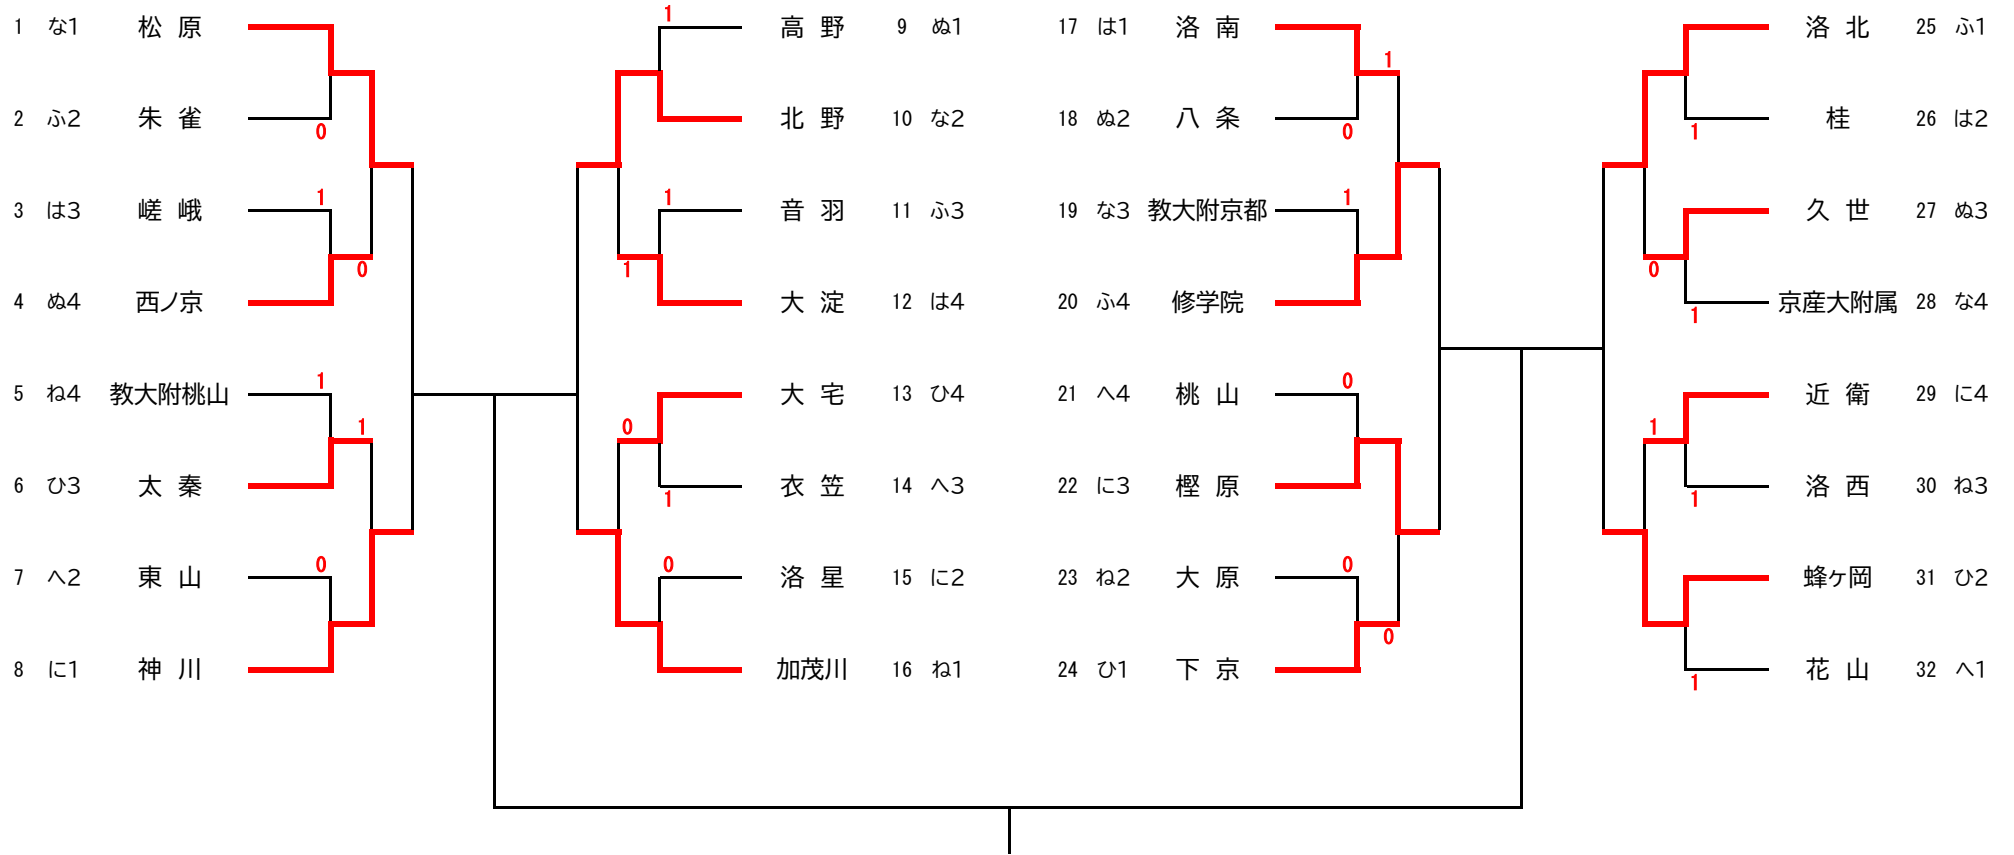 1 な1 松 原 1 高 野 9 ぬ1 17 は1 洛 南 洛 北 25 ふ1
1
2 ふ2 朱 雀 北 野 10 な2 18 ぬ2 八 条 桂 26 は2
0 0 1
1 1 1
3 は3 嵯 峨 音 羽 11 ふ3 19 な3 教大附京都 久 世 27 ぬ3
0 1 0
4 ぬ4 西ノ京 大 淀 12 は4 20 ふ4 修学院 京産大附属 28 な4
1
1 0
5 ね4 教大附桃山 大 宅 13 ひ4 21 へ4 桃 山 近 衛 29 に4
1 0 1
6 ひ3 太 秦 衣 笠 14 へ3 22 に3 樫 原 洛 西 30 ね3
1 1
0 0 0
7 へ2 東 山 洛 星 15 に2 23 ね2 大 原 蜂ヶ岡 31 ひ2
0
8 に1 神 川 加茂川 16 ね1 24 ひ1 下 京 花 山 32 へ1
1